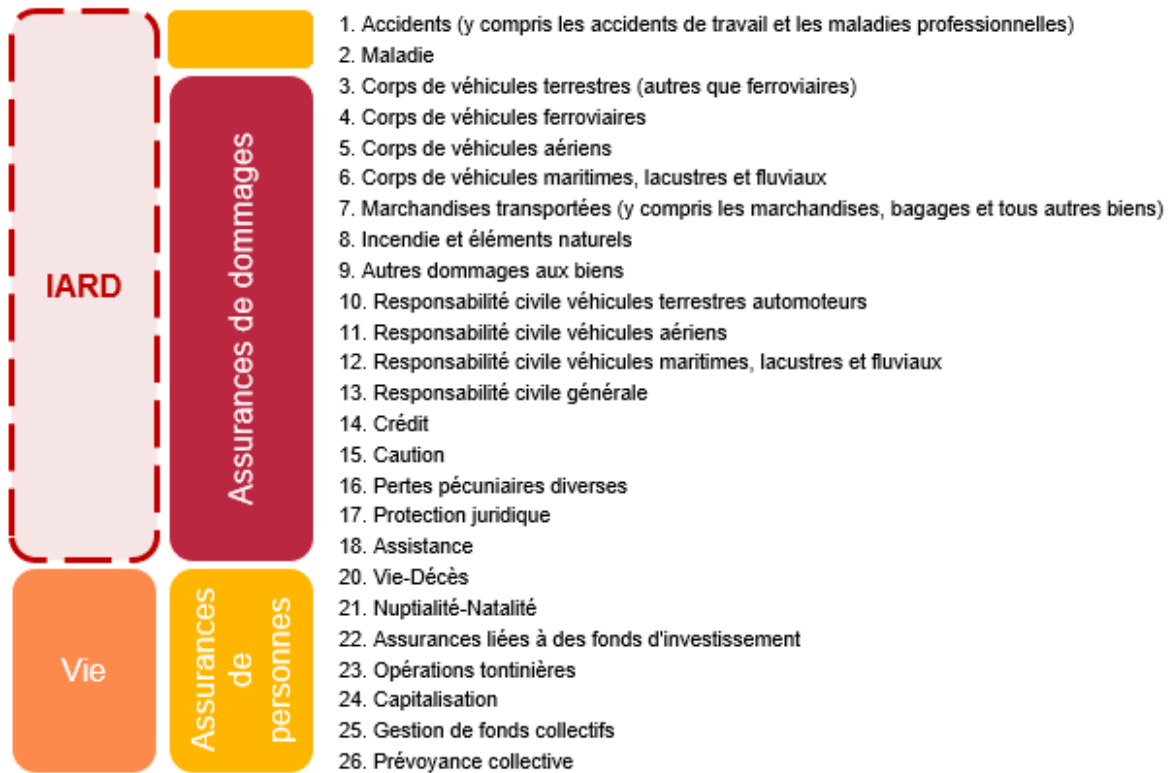 IARD
Assurances de dommages
Vie
Assurances
de
personnes
1. Accidents (y compris les accidents de travail et les maladies professionnelles)
2. Maladie
3. Corps de véhicules terrestres (autres que ferroviaires)
4. Corps de véhicules ferroviaires
5. Corps de véhicules aériens
6. Corps de véhicules maritimes, lacustres et fluviaux
7. Marchandises transportées (y compris les marchandises, bagages et tous autres biens)
8. Incendie et éléments naturels
9. Autres dommages aux biens
10. Responsabilité civile véhicules terrestres automoteurs
11. Responsabilité civile véhicules aériens
12. Responsabilité civile véhicules maritimes, lacustres et fluviaux
13. Responsabilité civile générale
14. Crédit
15. Caution
16. Pertes pécuniaires diverses
17. Protection juridique
18. Assistance
20. Vie-Décès
21. Nuptialité-Natalité
22. Assurances liées à des fonds d'investissement
23. Opérations tontinières
24. Capitalisation
25. Gestion de fonds collectifs
26. Prévoyance collective